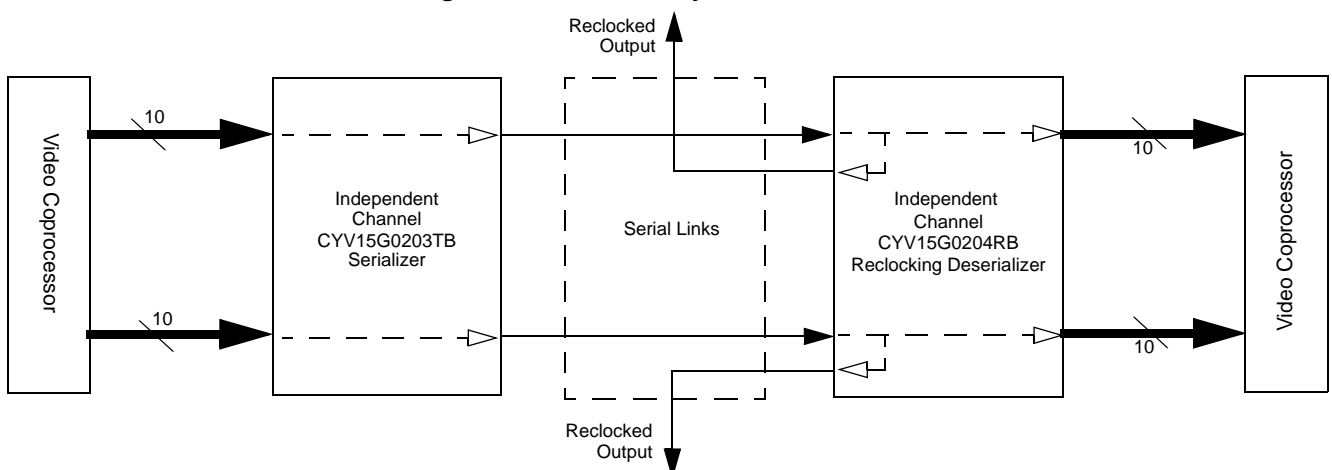 Reclocked
Output
10
10
Video Coprocessor
Independent
Channel
CYV15G0203TB
Serializer
Serial Links
Independent
Channel
CYV15G0204RB
Reclocking Deserializer
Video Coprocessor
10
10
Reclocked
Output